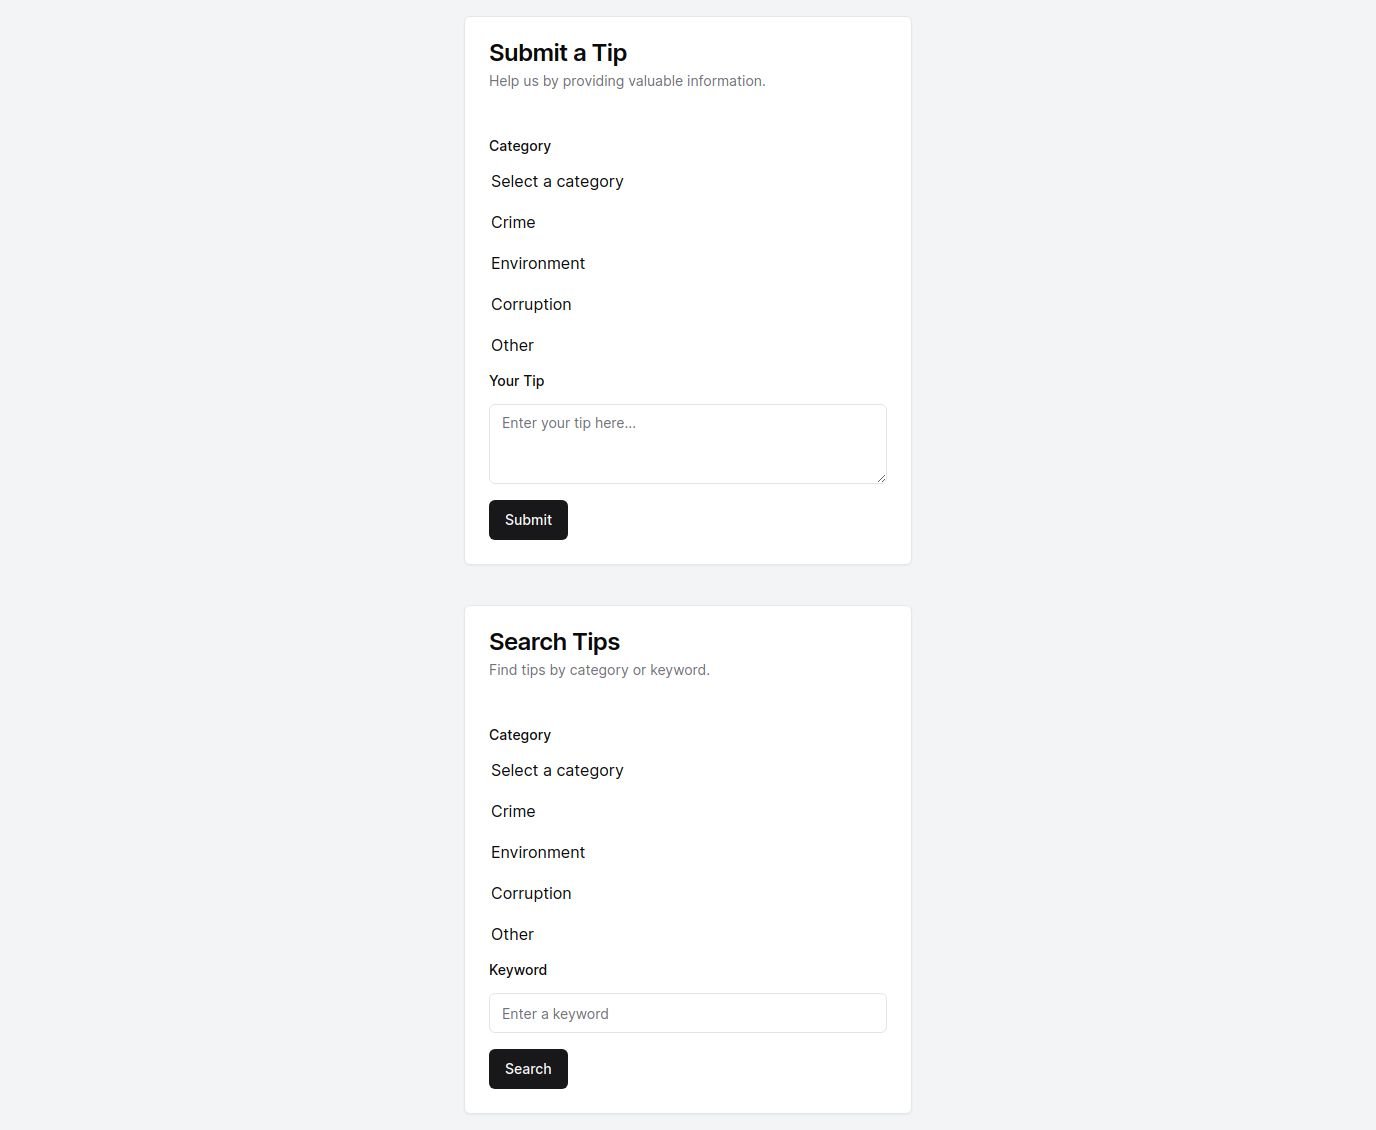 Submit a Tip
Help us by providing valuable information.
Category
Select a category
Crime
Environment
Corruption
Other
Your Tip
Enter your tip here...
Submit
Search Tips
Find tips by category or keyword.
Category
Select a category
Crime
Environment
Corruption
Other
Keyword
Enter a keyword
Search